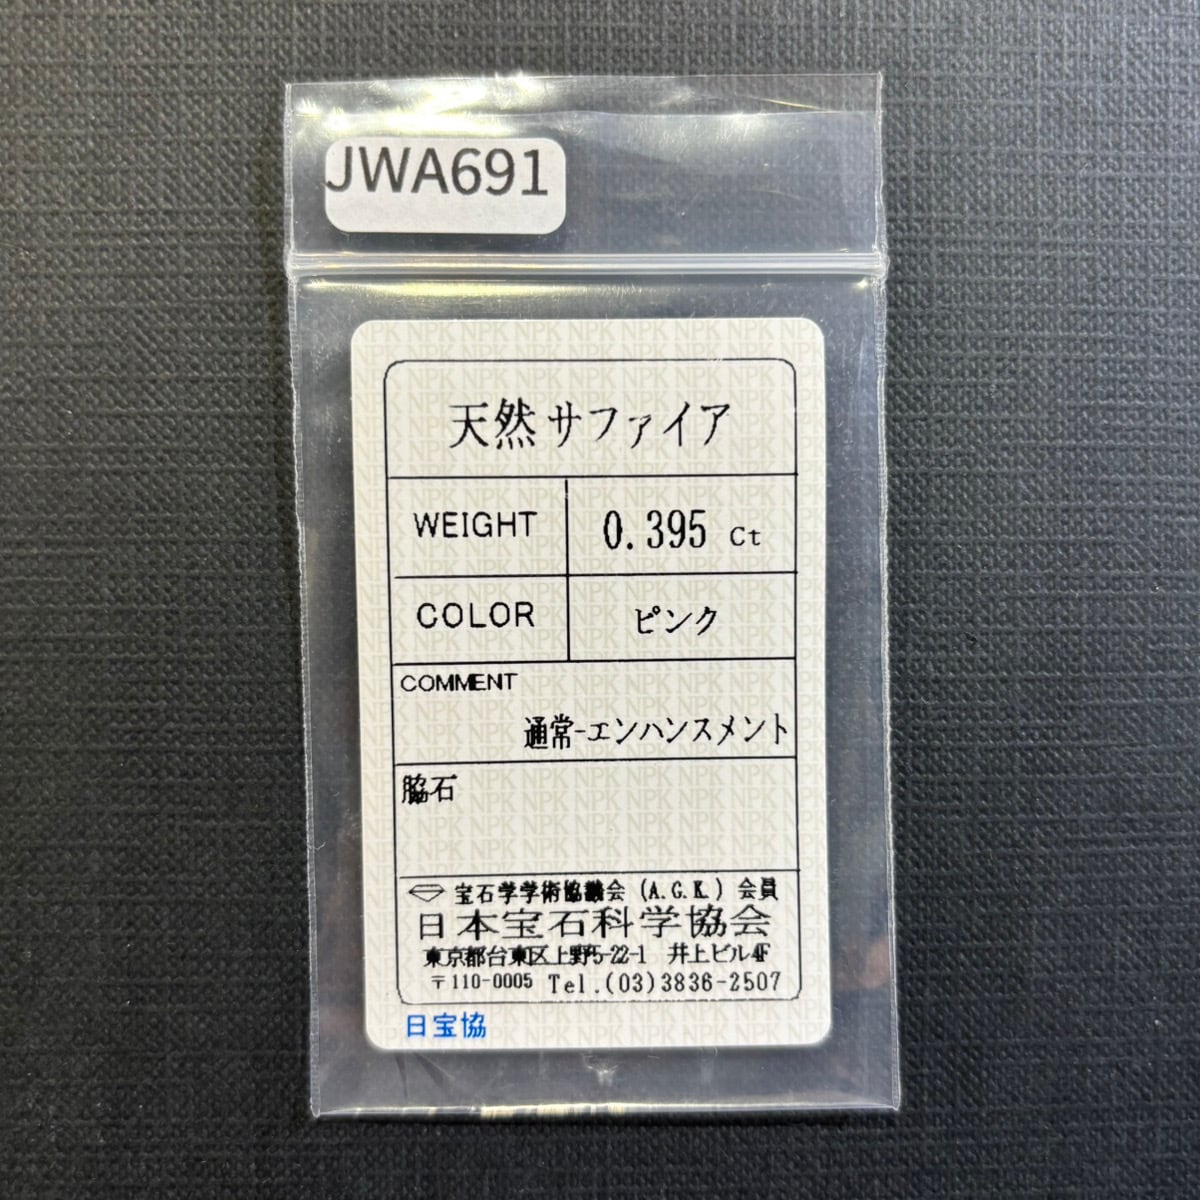 JWA691
天然サファイア
WEIGHT 0.395 Ct
COLOR ピンク
COMMENT
通常-エンハンスメント
脇石
宝石学学術協議会 (A.G.K.) 会員
日本宝石科学協会
東京都台東区上野5-22-1 井上ビル4F
〒110-0005 Tel.(03)3836-2507
日宝協